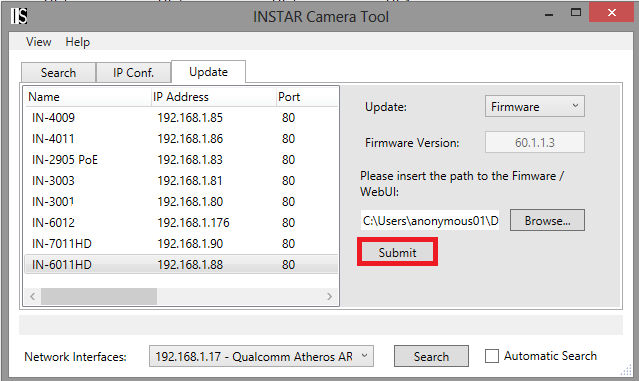 IS INSTAR Camera Tool
View Help
Search IP Conf. Update
Name IP Address Port
IN-4009 192.168.1.85 80
IN-4011 192.168.1.86 80
IN-2905 PoE 192.168.1.83 80
IN-3003 192.168.1.81 80
IN-3001 192.168.1.80 80
IN-6012 192.168.1.176 80
IN-7011HD 192.168.1.90 80
IN-6011HD 192.168.1.88 80
Update: Firmware
Firmware Version: 60.1.1.3
Please insert the path to the Fimware /
WebUI:
C:\Users\anonymous01\D Browse...
Submit
Network Interfaces: 192.168.1.17 - Qualcomm Atheros AR Search Automatic Search